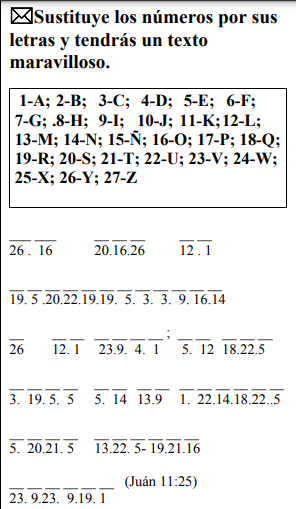 Sustituye los números por sus
letras y tendrás un texto
maravilloso.
1-A; 2-B; 3-C; 4-D; 5-E; 6-F;
7-G; .8-H; 9-I; 10-J; 11-K;12-L;
13-M; 14-N; 15-Ñ; 16-O; 17-P; 18-Q;
19-R; 20-S; 21-T; 22-U; 23-V; 24-W;
25-X; 26-Y; 27-Z
26 . 16 20.16.26 12 . 1
19. 5 .20.22.19.19. 5. 3. 3. 9. 16.14
;
26 12. 1 23.9. 4. 1 5. 12 18.22.5
3. 19. 5. 5 5. 14 13.9 1. 22.14.18.22..5
5. 20.21. 5 13.22. 5- 19.21.16
(Juán 11:25)
23. 9.23. 9.19. 1